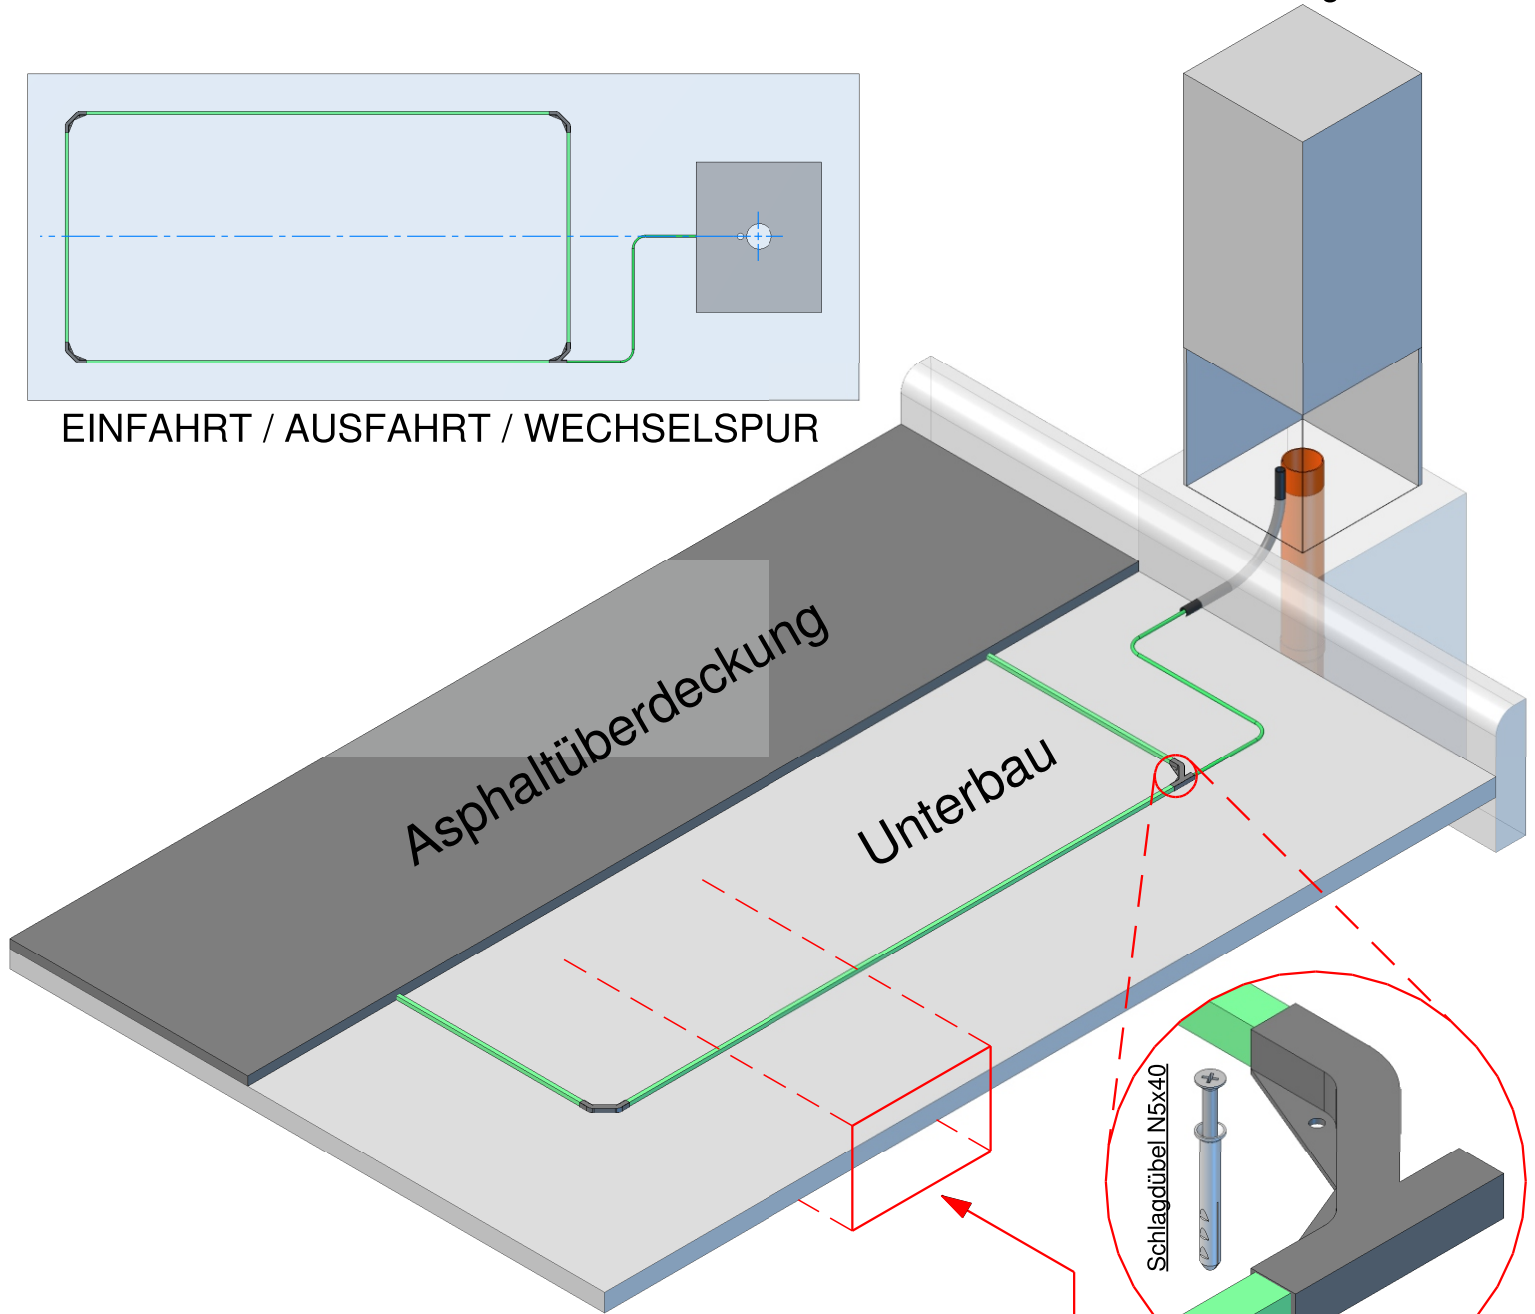 EINFAHRT / AUSFAHRT / WECHSELSPUR
Asphaltüberdeckung
Unterbau
Schlagdübel N5x40